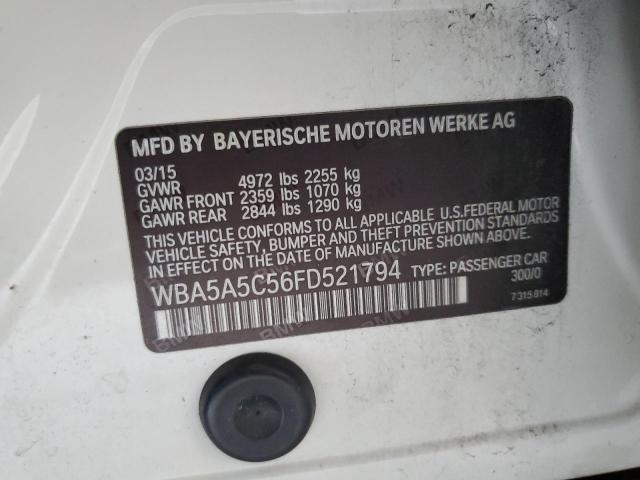 MFD BY BAYERISCHE MOTOREN WERKE AG
03/15
GVWR 4972 lbs 2255 kg
GAWR FRONT 2359 lbs 1070 kg
GAWR REAR 2844 lbs 1290 kg
THIS VEHICLE CONFORMS TO ALL APPLICABLE U.S.FEDERAL MOTOR
VEHICLE SAFETY, BUMPER AND THEFT PREVENTION STANDARDS
IN EFFECT ON THE DATE OF MANUFACTURE SHOWN ABOVE.
WBA5A5C56FD521794 TYPE: PASSENGER CAR
300/0
7315814